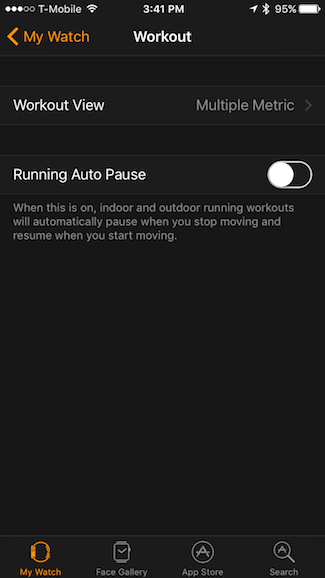 T-Mobile 3:41 PM 95%
My Watch Workout
Workout View Multiple Metric
Running Auto Pause
When this is on, indoor and outdoor running workouts
will automatically pause when you stop moving and
resume when you start moving.
My Watch Face Gallery App Store Search